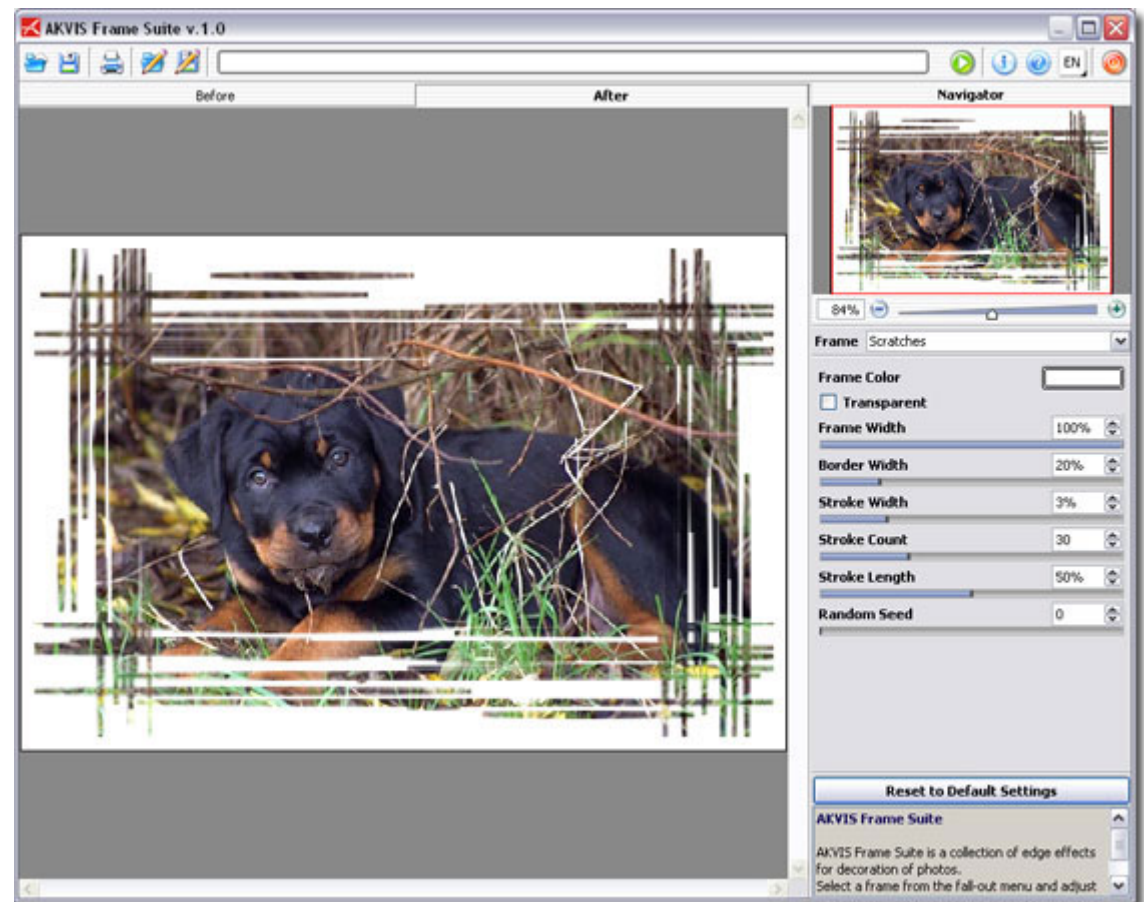 AKVIS Frame Suite v.1.0
EN
Before
After
Navigator
84%
Frame Scratches
Frame Color
Transparent
Frame Width 100%
Border Width 20%
Stroke Width 3%
Stroke Count 30
Stroke Length 50%
Random Seed 0
Reset to Default Settings
AKVIS Frame Suite
AKVIS Frame Suite is a collection of edge effects
for decoration of photos.
Select a frame from the fall-out menu and adjust